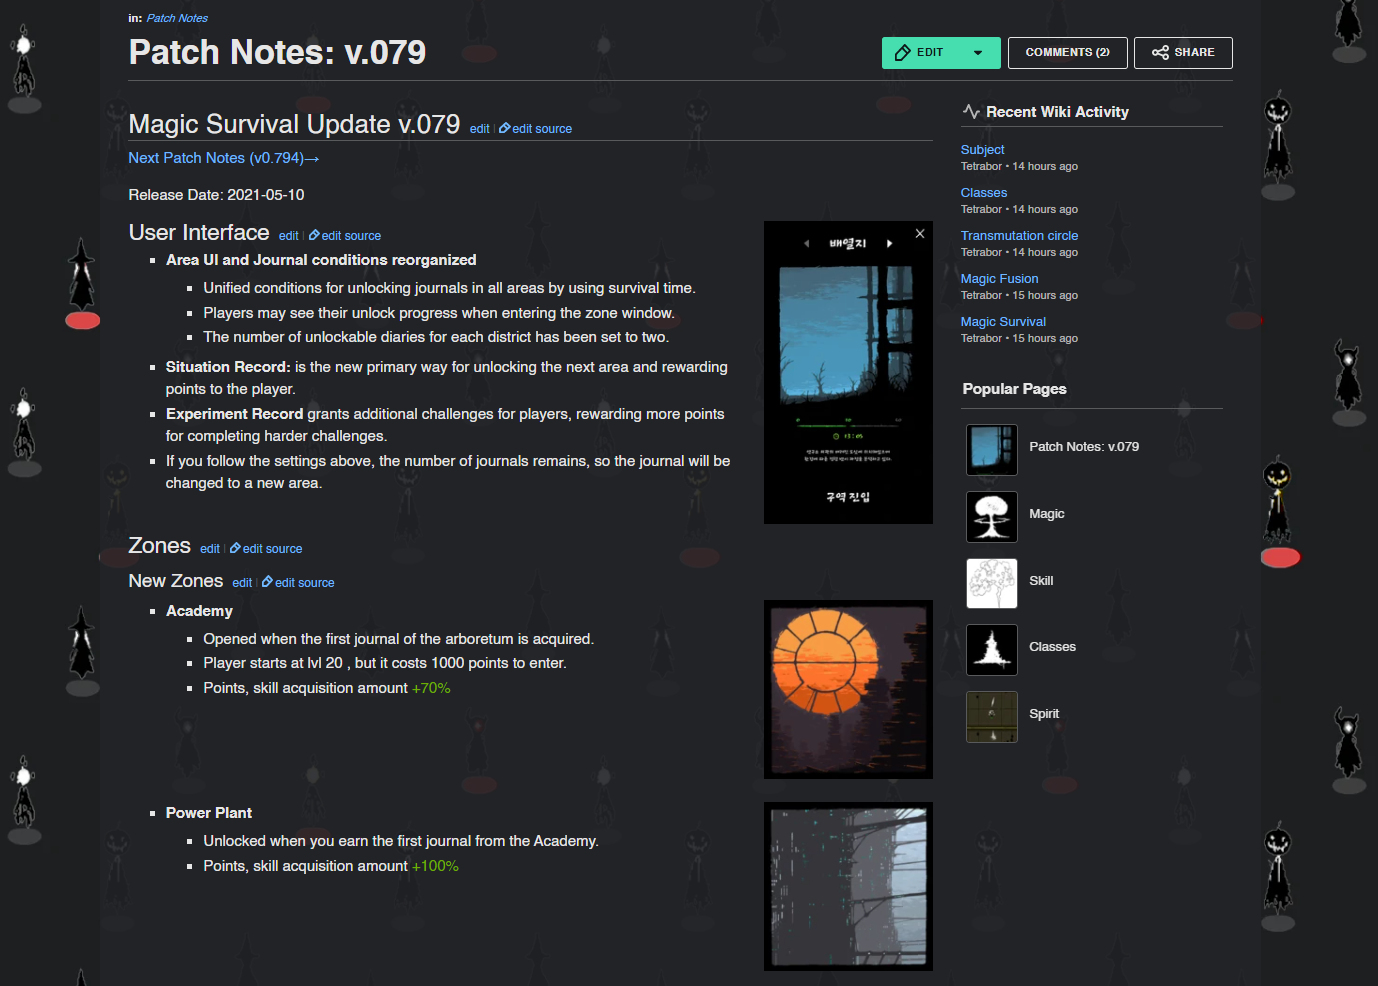 in: Patch Notes
Patch Notes: v.079
EDIT
COMMENTS (2)
SHARE
Magic Survival Update v.079 edit edit source
Next Patch Notes (v0.794)→
Release Date: 2021-05-10
User Interface edit edit source
Area UI and Journal conditions reorganized
Unified conditions for unlocking journals in all areas by using survival time.
Players may see their unlock progress when entering the zone window.
The number of unlockable diaries for each district has been set to two.
Situation Record: is the new primary way for unlocking the next area and rewarding
points to the player.
Experiment Record grants additional challenges for players, rewarding more points
for completing harder challenges.
If you follow the settings above, the number of journals remains, so the journal will be
changed to a new area.
배열지
13:05
구역 진입
Zones edit edit source
New Zones edit edit source
Academy
Opened when the first journal of the arboretum is acquired.
Player starts at lvl 20 , but it costs 1000 points to enter.
Points, skill acquisition amount +70%
Power Plant
Unlocked when you earn the first journal from the Academy.
Points, skill acquisition amount +100%
Recent Wiki Activity
Subject
Tetrabor • 14 hours ago
Classes
Tetrabor • 14 hours ago
Transmutation circle
Tetrabor • 14 hours ago
Magic Fusion
Tetrabor • 15 hours ago
Magic Survival
Tetrabor • 15 hours ago
Popular Pages
Patch Notes: v.079
Magic
Skill
Classes
Spirit